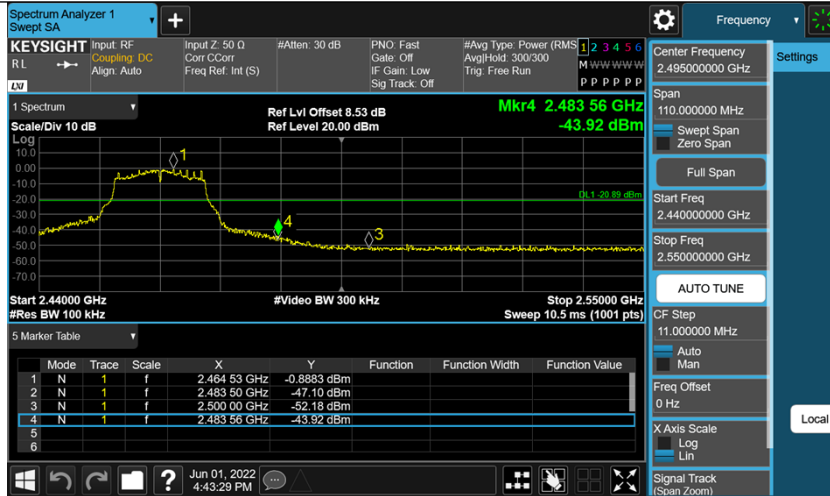 Spectrum Analyzer 1
Swept SA
+
Frequency
KEYSIGHT
RL
LXI
Input: RF
Coupling: DC
Align: Auto
Input Z: 50 Ω
Corr CCorr
Freq Ref: Int (S)
#Atten: 30 dB
PNO: Fast
Gate: Off
IF Gain: Low
Sig Track: Off
#Avg Type: Power (RMS
Avg|Hold: 300/300
Trig: Free Run
1 2 3 4 5 6
M W W W W W
P P P P P P
1 Spectrum
Scale/Div 10 dB
Log
Ref Lvl Offset 8.53 dB
Ref Level 20.00 dBm
Mkr4 2.483 56 GHz
-43.92 dBm
10.0
0.00
-10.0
-20.0
-30.0
-40.0
-50.0
-60.0
-70.0
1
4
3
DL1 -20.89 dBm
Start 2.44000 GHz
#Res BW 100 kHz
#Video BW 300 kHz
Stop 2.55000 GHz
Sweep 10.5 ms (1001 pts)
5 Marker Table
Mode Trace Scale X Y Function Function Width Function Value
1 N 1 f 2.464 53 GHz -0.8883 dBm
2 N 1 f 2.483 50 GHz -47.10 dBm
3 N 1 f 2.500 00 GHz -52.18 dBm
4 N 1 f 2.483 56 GHz -43.92 dBm
5
6
?
Jun 01, 2022
4:43:29 PM
Center Frequency
2.495000000 GHz
Settings
Span
110.000000 MHz
Swept Span
Zero Span
Full Span
Start Freq
2.440000000 GHz
Stop Freq
2.550000000 GHz
AUTO TUNE
CF Step
11.000000 MHz
Auto
Man
Freq Offset
0 Hz
Local
X Axis Scale
Log
Lin
Signal Track
(Span Zoom)